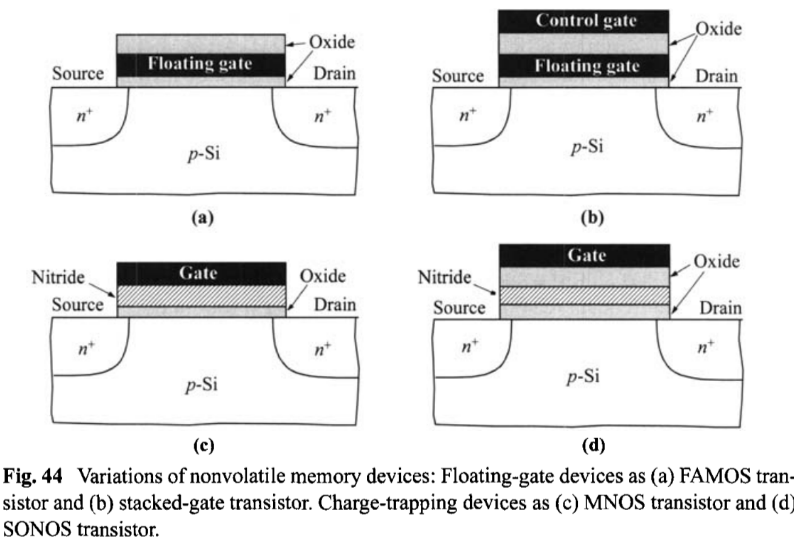 Control gate
Oxide
Oxide
Floating gate
Floating gate
Source
Drain
Source
Drain
n+
n+
n+
n+
p-Si
p-Si
(a)
(b)
Gate
Gate
Nitride
Oxide
Nitride
Oxide
Source
Drain
Source
Drain
n+
n+
n+
n+
p-Si
p-Si
(c)
(d)
Fig. 44 Variations of nonvolatile memory devices: Floating-gate devices as (a) FAMOS tran-
sistor and (b) stacked-gate transistor. Charge-trapping devices as (c) MNOS transistor and (d)
SONOS transistor.